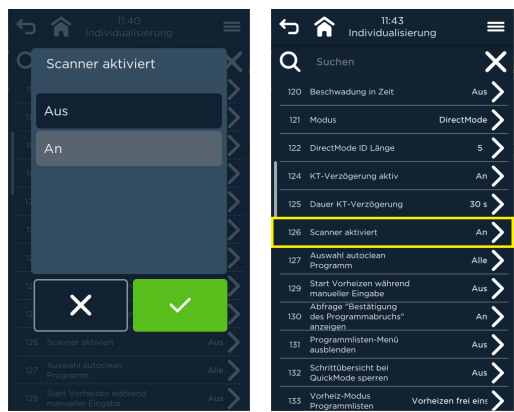 11:40
Individualisierung
Scanner aktiviert
Aus
An
126 Scanner aktiviert Aus
127 Auswahl autoclean Alle
Programm
129 Start Vorheizen während Aus
manueller Eingabe
11:43
Individualisierung
Suchen
120 Beschwadung in Zeit Aus
121 Modus DirectMode
122 DirectMode ID Länge 5
124 KT-Verzögerung aktiv An
125 Dauer KT-Verzögerung 30 s
126 Scanner aktiviert An
127 Auswahl autoclean Alle
Programm
129 Start Vorheizen während Aus
manueller Eingabe
130 Abfrage "Bestätigung An
des Programmabruchs"
anzeigen
131 Programmlisten-Menü Aus
ausblenden
132 Schrittübersicht bei Aus
QuickMode sperren
133 Vorheiz-Modus Vorheizen frei eins
Programmlisten